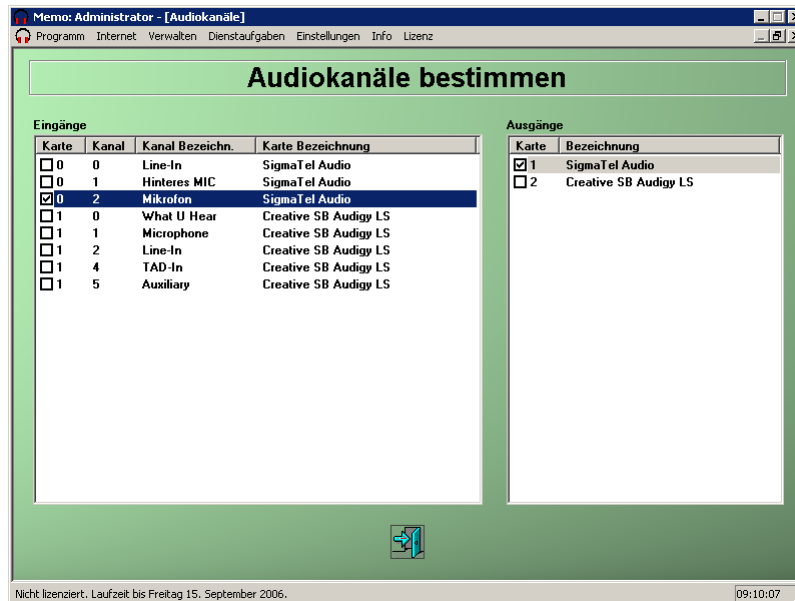 Memo: Administrator - [Audiokanäle]
Programm Internet Verwalten Dienstaufgaben Einstellungen Info Lizenz
Audiokanäle bestimmen
Eingänge
Karte Kanal Kanal Bezeichn. Karte Bezeichnung
0 0 Line-In SigmaTel Audio
0 1 Hinteres MIC SigmaTel Audio
0 2 Mikrofon SigmaTel Audio
1 0 What U Hear Creative SB Audigy LS
1 1 Microphone Creative SB Audigy LS
1 2 Line-In Creative SB Audigy LS
1 4 TAD-In Creative SB Audigy LS
1 5 Auxiliary Creative SB Audigy LS
Ausgänge
Karte Bezeichnung
1 SigmaTel Audio
2 Creative SB Audigy LS
Nicht lizenziert. Laufzeit bis Freitag 15. September 2006.
09:10:07